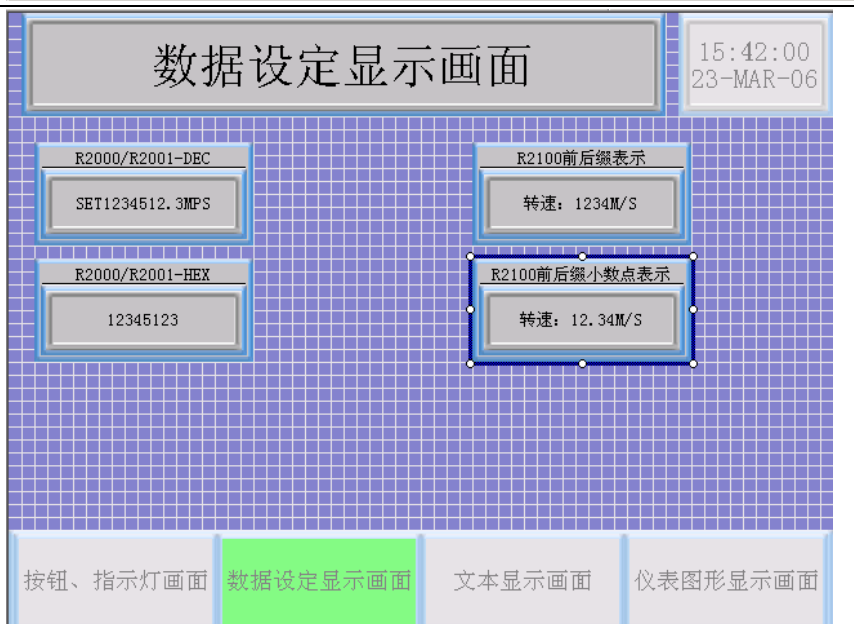 数据设定显示画面
15:42:00
23-MAR-06
R2000/R2001-DEC
SET1234512.3MPS
R2100前后缀表示
转速：1234M/S
R2000/R2001-HEX
12345123
R2100前后缀小数点表示
转速：12.34M/S
按钮、指示灯画面
数据设定显示画面
文本显示画面
仪表图形显示画面